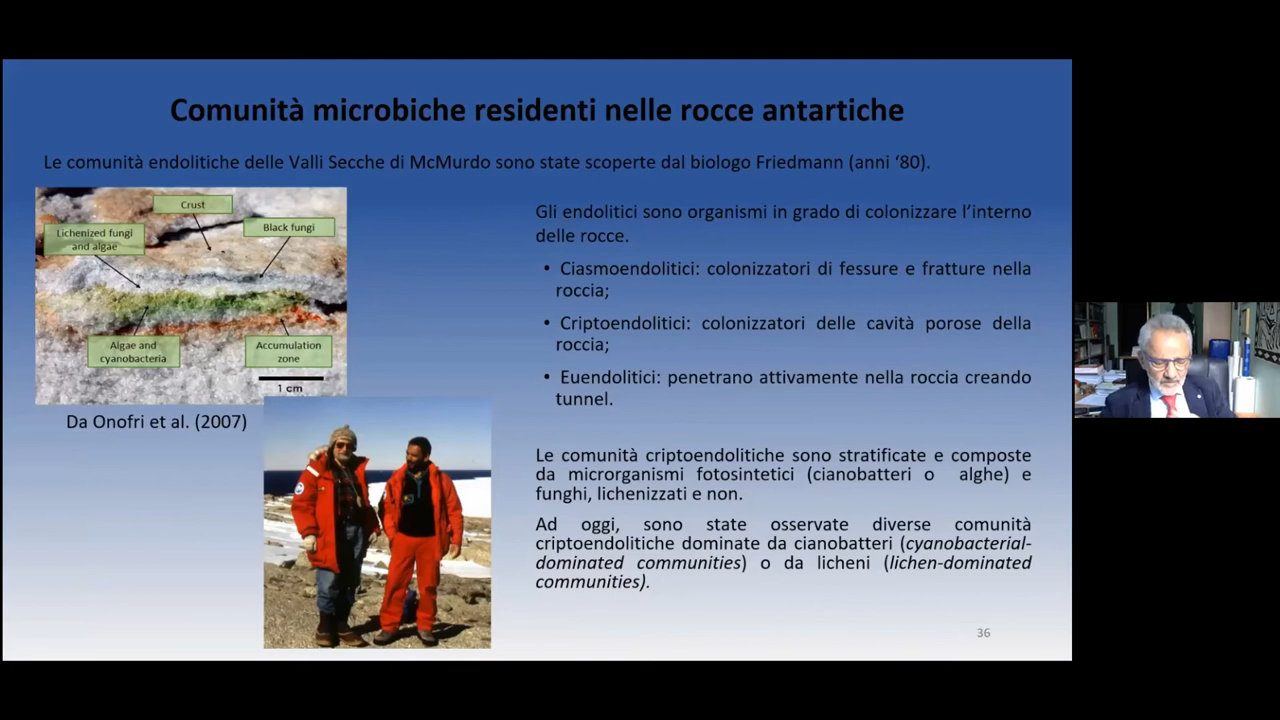 Comunità microbiche residenti nelle rocce antartiche
Le comunità endolitiche delle Valli Secche di McMurdo sono state scoperte dal biologo Friedmann (anni ‘80).
Crust
Black fungi
Lichenized fungi
and algae
Algae and
cyanobacteria
Accumulation
zone
1 cm
Da Onofri et al. (2007)
Gli endolitici sono organismi in grado di colonizzare l’interno
delle rocce.
• Ciasmoendolitici: colonizzatori di fessure e fratture nella
roccia;
• Criptoendolitici: colonizzatori delle cavità porose della
roccia;
• Euendolitici: penetrano attivamente nella roccia creando
tunnel.
Le comunità criptoendolitiche sono stratificate e composte
da microrganismi fotosintetici (cianobatteri o alghe) e
funghi, lichenizzati e non.
Ad oggi, sono state osservate diverse comunità
criptoendolitiche dominate da cianobatteri (cyanobacterial-
dominated communities) o da licheni (lichen-dominated
communities).
36